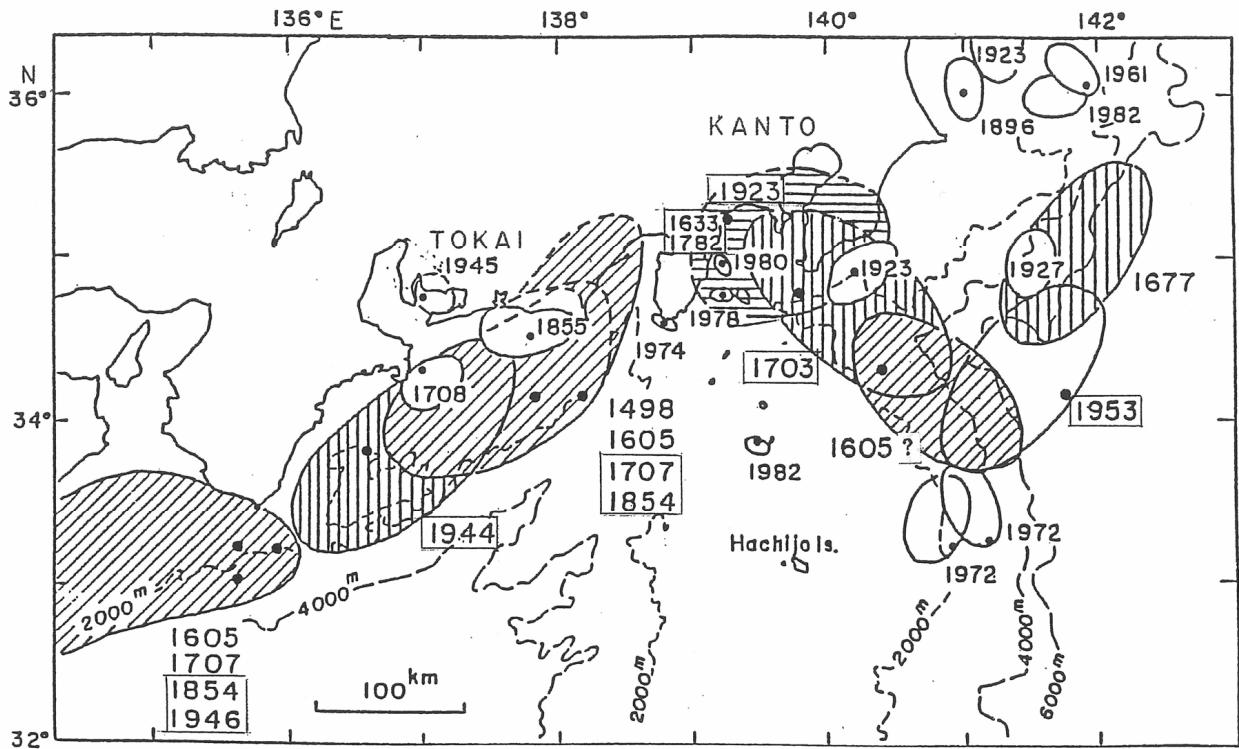 136°E 138° 140° 142°
N
36°
34°
32°
KANTO
1923
1961
1982
1896
1923
1633
1782
1980
1978
1974
1923
1927
1677
TOKAI
1945
1855
1708
1703
1498
1605
1707
1854
1605?
1953
1982
1944
Hachijo Is.
1972
1972
2000m
4000m
1605
1707
1854
1946
100km
2000m
2000m
4000m
6000m